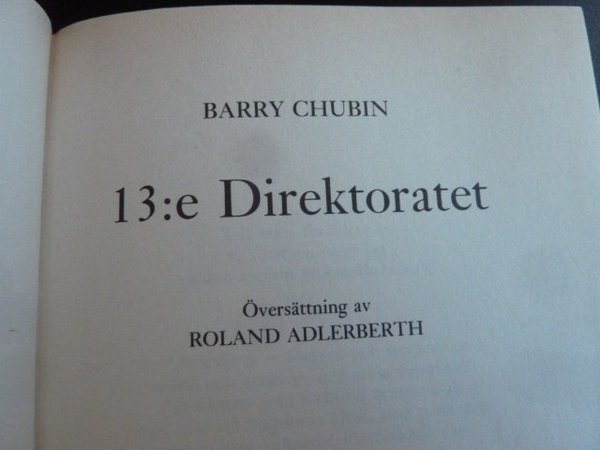 BARRY CHUBIN
13:e Direktoratet
Översättning av
ROLAND ADLERBERTH